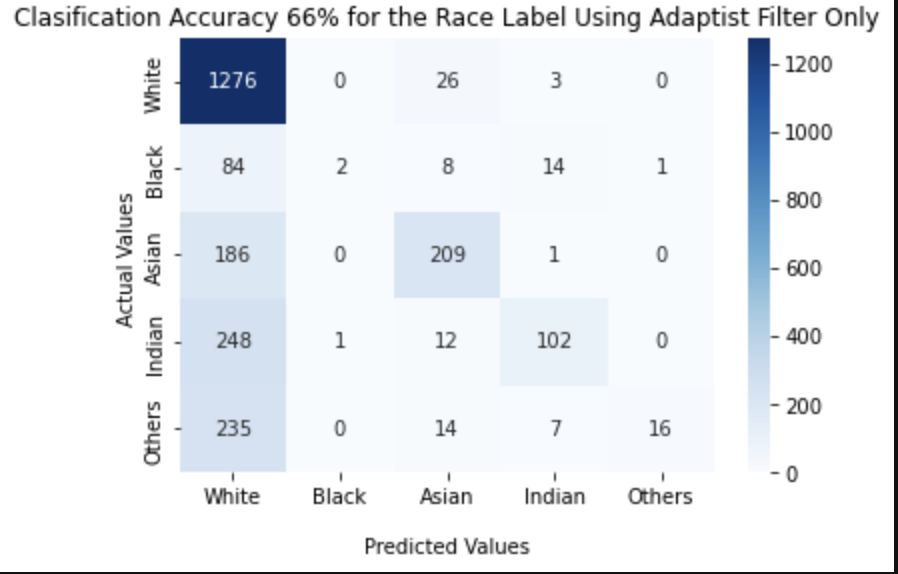 Classification Accuracy 66% for the Race Label Using Adaptist Filter Only
White 1276 0 26 3 0
Black 84 2 8 14 1
Asian 186 0 209 1 0
Indian 248 1 12 102 0
Others 235 0 14 7 16
White Black Asian Indian Others
Actual Values
Predicted Values
1200
1000
800
600
400
200
0